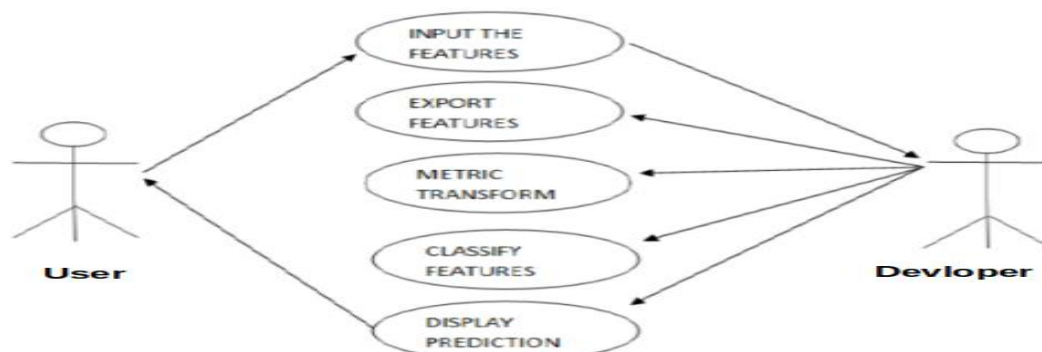 INPUT THE
FEATURES
EXPORT
FEATURES
METRIC
TRANSFORM
CLASSIFY
FEATURES
DISPLAY
PREDICTION
User
Devloper